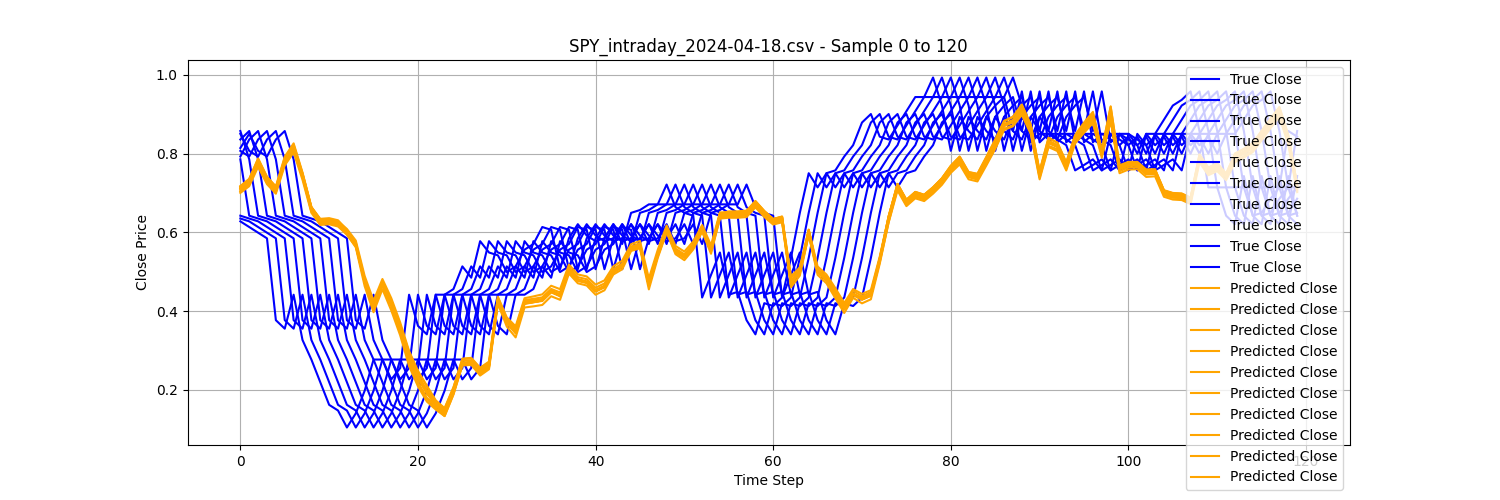 SPY_intraday_2024-04-18.csv - Sample 0 to 120
Close Price
1.0
0.8
0.6
0.4
0.2
0
20
40
60
80
100
120
Time Step
True Close
True Close
True Close
True Close
True Close
True Close
True Close
True Close
True Close
True Close
Predicted Close
Predicted Close
Predicted Close
Predicted Close
Predicted Close
Predicted Close
Predicted Close
Predicted Close
Predicted Close
Predicted Close